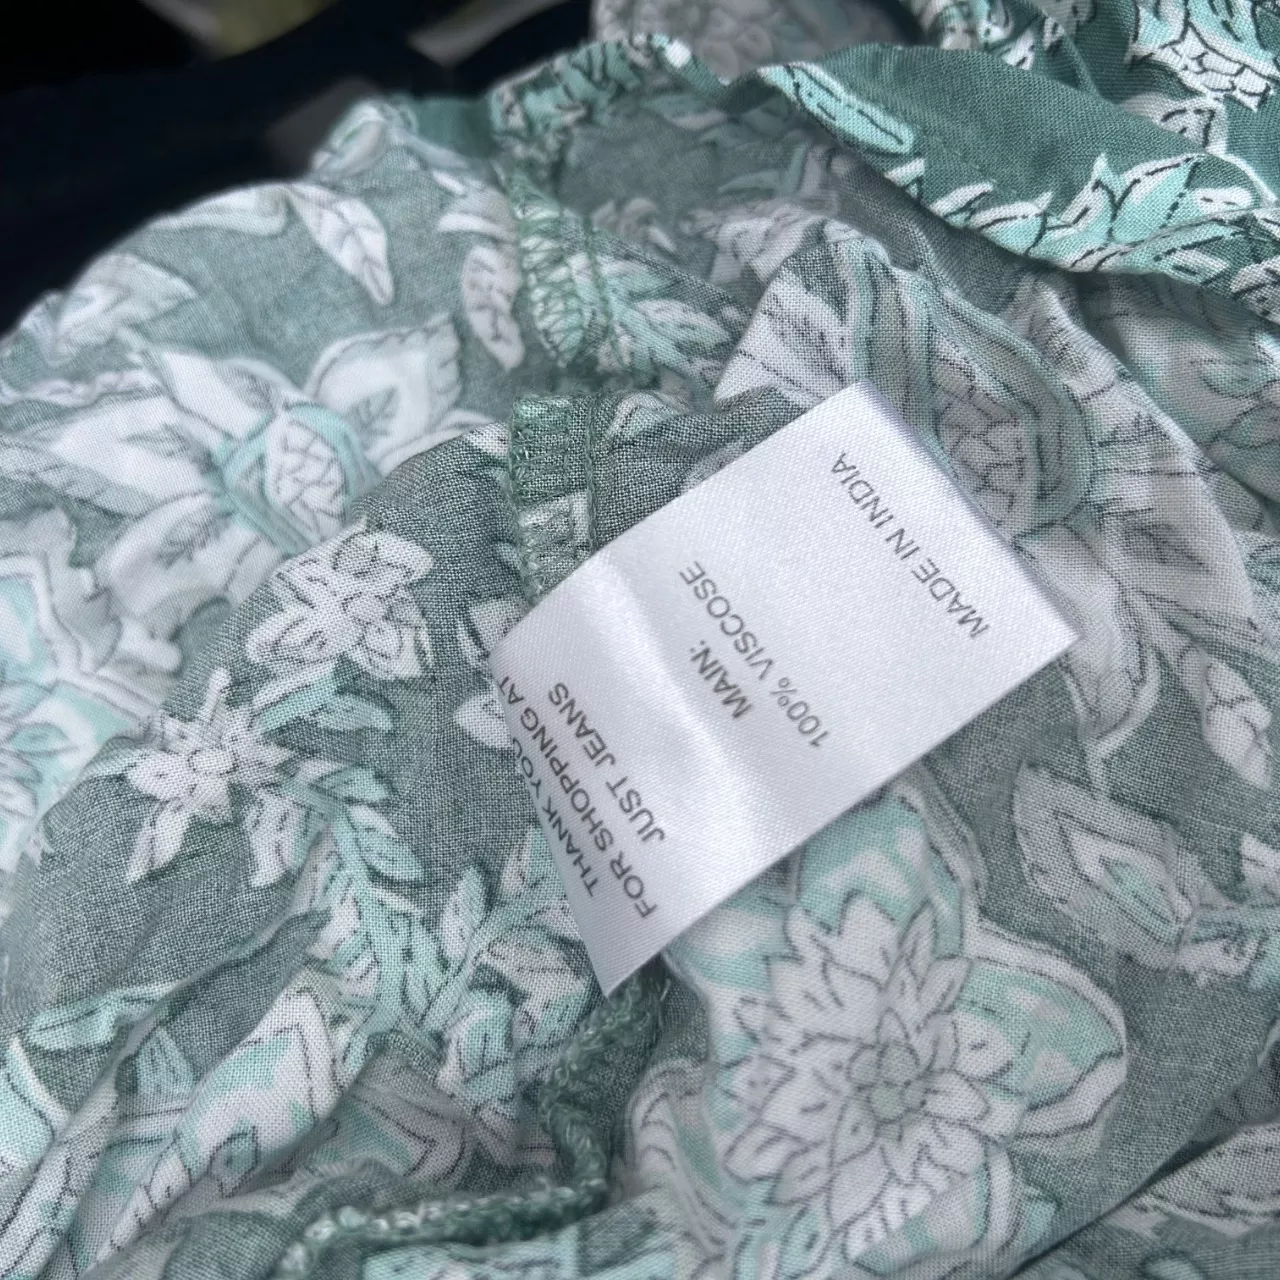 THANK YOU
FOR SHOPPING AT
JUST JEANS
MAIN:
100% VISCOSE
MADE IN INDIA